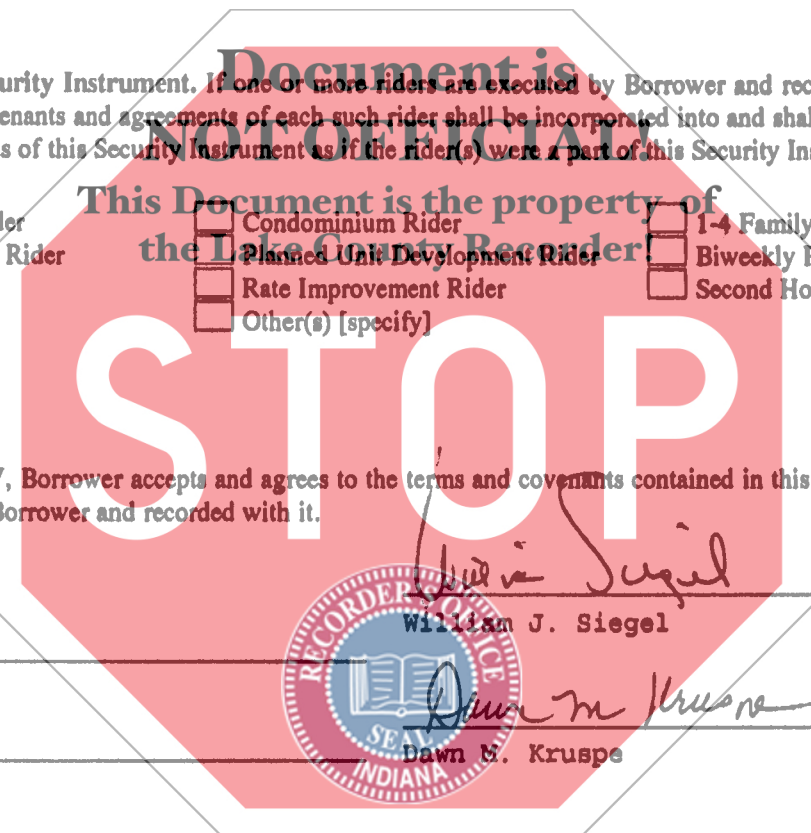 Document is
curity Instrument. If one or more riders are executed by Borrower and rec
enants and agreements of each such rider shall be incorporated into and shal
NOT OFFICIAL!
s of this Security Instrument as if the rider(s) were a part of this Security Ins
This Document is the property of
der Condominium Rider 1-4 Family
the Lake County Recorder!
Rider Planned Unit Development Rider Biweekly
Rate Improvement Rider Second Ho
Other(s) [specify]
STOP
, Borrower accepts and agrees to the terms and covenants contained in this
Borrower and recorded with it.
William J. Siegel
RECORDER'S OFFICE
Dawn M Kruspe
SEAL
Dawn M. Kruspe
INDIANA